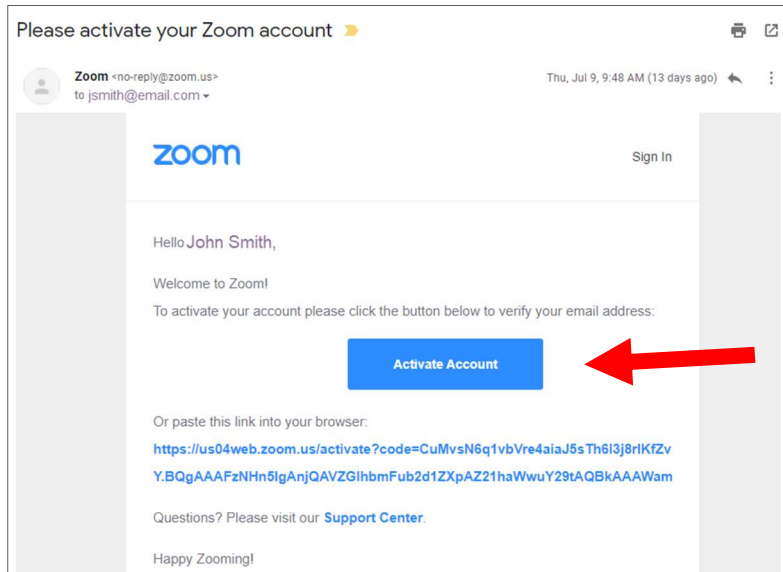 Please activate your Zoom account
Zoom <no-reply@zoom.us>
Thu, Jul 9, 9:48 AM (13 days ago)
to jsmith@email.com
zoom
Sign In
Hello John Smith,
Welcome to Zoom!
To activate your account please click the button below to verify your email address:
Activate Account
Or paste this link into your browser:
https://us04web.zoom.us/activate?code=CuMvsN6q1vbVre4aiaJ5sTh6I3j8rlKfZv
Y.BQgAAAFzNHn5IgAnjQAVZGlhbmFub2d1ZXpAZ21haWwuY29tAQBkAAAWam
Questions? Please visit our Support Center.
Happy Zooming!